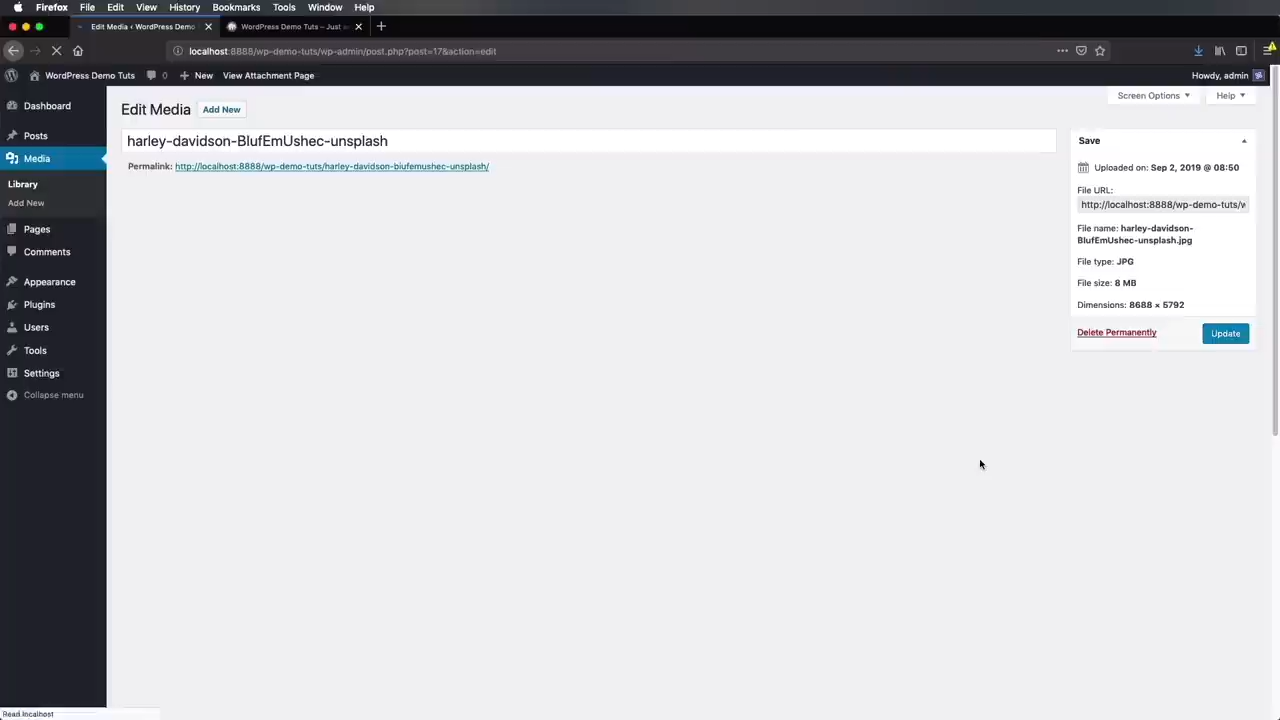 Firefox File Edit View History Bookmarks Tools Window Help
Edit Media ‹ WordPress Demo
WordPress Demo Tuts – Just an
localhost:8888/wp-demo-tuts/wp-admin/post.php?post=17&action=edit
WordPress Demo Tuts 0 New View Attachment Page Howdy, admin
Dashboard
Posts
Media
Library
Add New
Pages
Comments
Appearance
Plugins
Users
Tools
Settings
Collapse menu
Screen Options Help
Edit Media Add New
harley-davidson-BlufEmUshec-unsplash
Permalink: http://localhost:8888/wp-demo-tuts/harley-davidson-biufemushec-unsplash/
Save
Uploaded on: Sep 2, 2019 @ 08:50
File URL:
http://localhost:8888/wp-demo-tuts/w
File name: harley-davidson-
BlufEmUshec-unsplash.jpg
File type: JPG
File size: 8 MB
Dimensions: 8688 × 5792
Delete Permanently Update
Read localhost